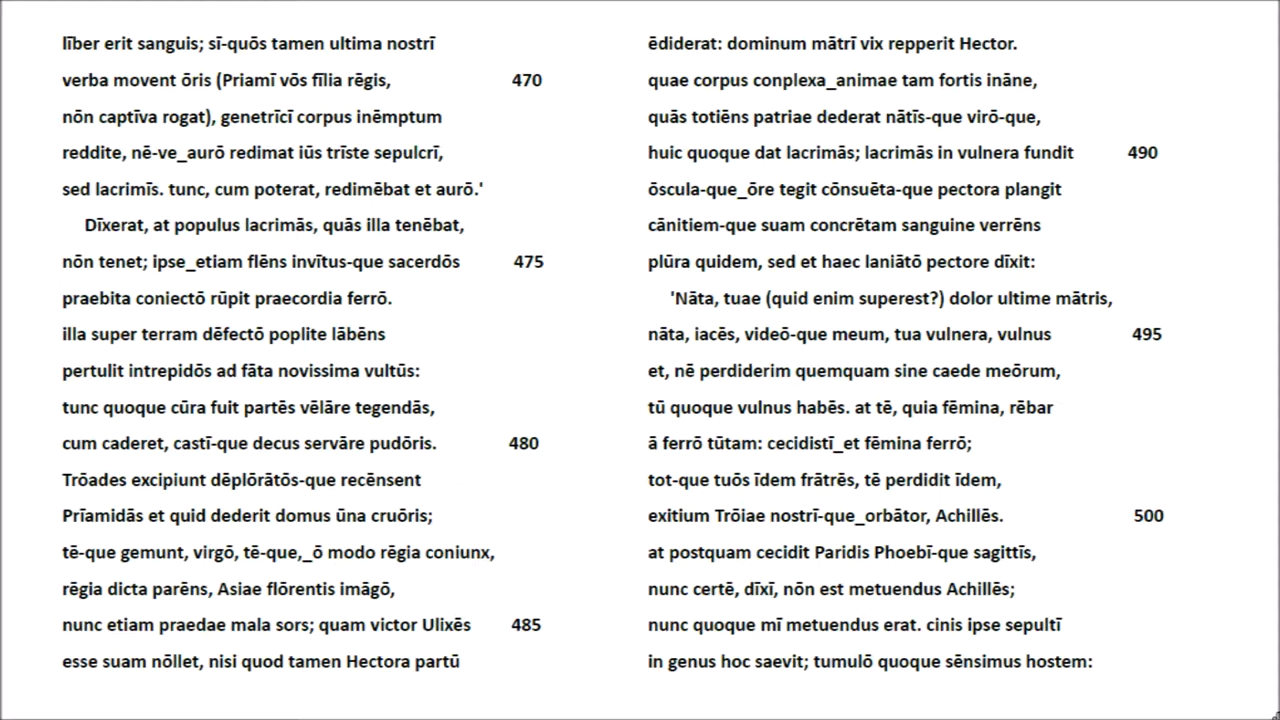 līber erit sanguis; sī-quōs tamen ultima nostrī
verba movent ōris (Priamī vōs fīlia rēgis, 470
nōn captīva rogat), genetrīcī corpus inēmptum
reddite, nē-ve_aurō redimat iūs trīste sepulcrī,
sed lacrimīs. tunc, cum poterat, redimēbat et aurō.'
Dīxerat, at populus lacrimās, quās illa tenēbat,
nōn tenet; ipse_etiam flēns invītus-que sacerdōs 475
praebita coniectō rūpit praecordia ferrō.
illa super terram dēfectō poplite lābēns
pertulit intrepidōs ad fāta novissima vultūs:
tunc quoque cūra fuit partēs vēlāre tegendās,
cum caderet, castī-que decus servāre pudōris. 480
Trōades excipiunt dēplōrātōs-que recēnsent
Prīamidās et quid dederit domus ūna cruōris;
tē-que gemunt, virgō, tē-que,_ō modo rēgia coniunx,
rēgia dicta parēns, Asiae flōrentis imāgō,
nunc etiam praedae mala sors; quam victor Ulixēs 485
esse suam nōllet, nisi quod tamen Hectora partū
ēdiderat: dominum mātrī vix repperit Hector.
quae corpus conplexa_animae tam fortis ināne,
quās totiēns patriae dederat nātīs-que virō-que,
huic quoque dat lacrimās; lacrimās in vulnera fundit 490
ōscula-que_ōre tegit cōnsuēta-que pectora plangit
cānitiem-que suam concrētam sanguine verrēns
plūra quidem, sed et haec laniātō pectore dīxit:
'Nāta, tuae (quid enim superest?) dolor ultime mātris,
nāta, iacēs, videō-que meum, tua vulnera, vulnus 495
et, nē perdiderim quemquam sine caede meōrum,
tū quoque vulnus habēs. at tē, quia fēmina, rēbar
ā ferrō tūtam: cecidistī_et fēmina ferrō;
tot-que tuōs īdem frātrēs, tē perdidit īdem,
exitium Trōiae nostrī-que_orbātor, Achillēs. 500
at postquam cecidit Paridis Phoebī-que sagittīs,
nunc certē, dīxī, nōn est metuendus Achillēs;
nunc quoque mī metuendus erat. cinis ipse sepultī
in genus hoc saevit; tumulō quoque sēnsimus hostem: